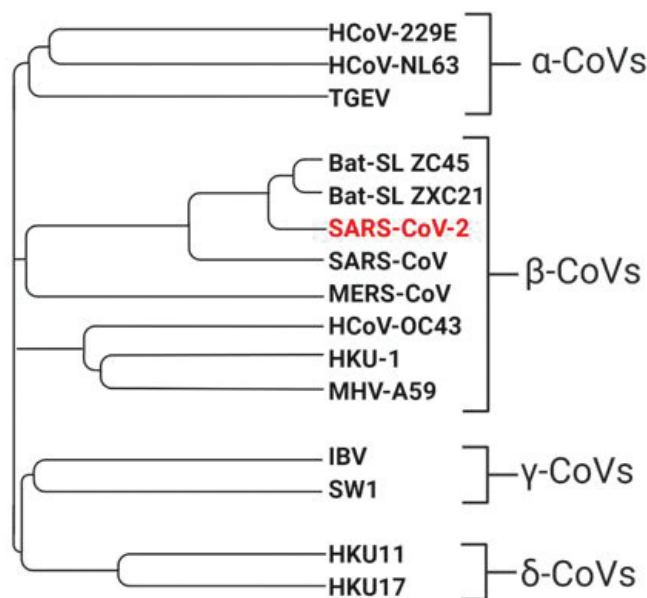 HCoV-229E
HCoV-NL63
TGEV
α-CoVs
Bat-SL ZC45
Bat-SL ZXC21
SARS-CoV-2
SARS-CoV
MERS-CoV
HCoV-OC43
HKU-1
MHV-A59
β-CoVs
IBV
SW1
γ-CoVs
HKU11
HKU17
δ-CoVs